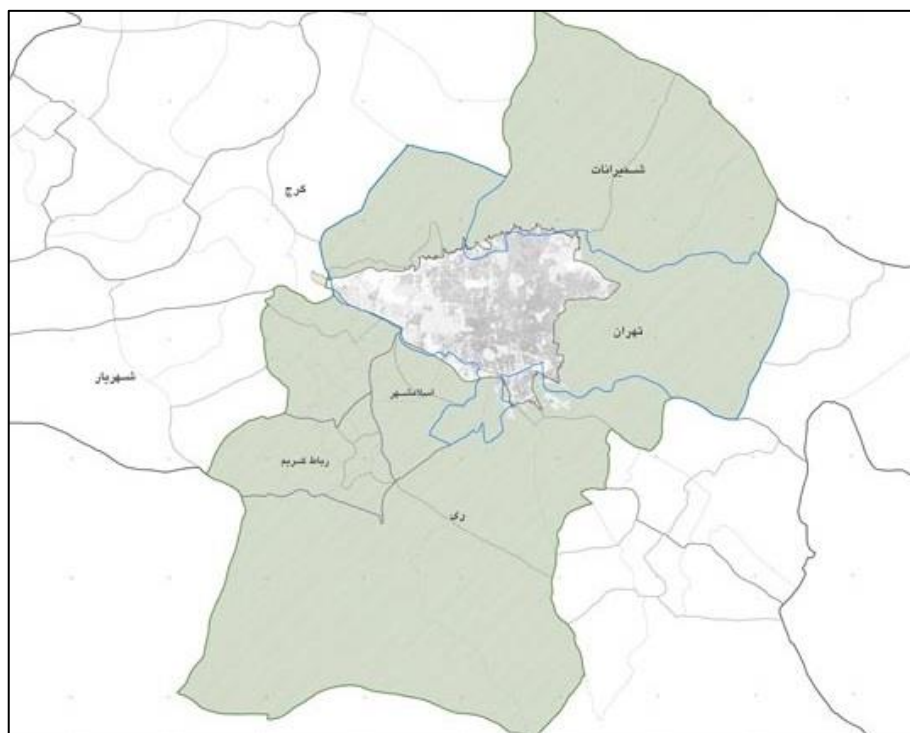 شمیرانات
کرج
تهران
شهریار
اسلامشهر
رباط کریم
ری